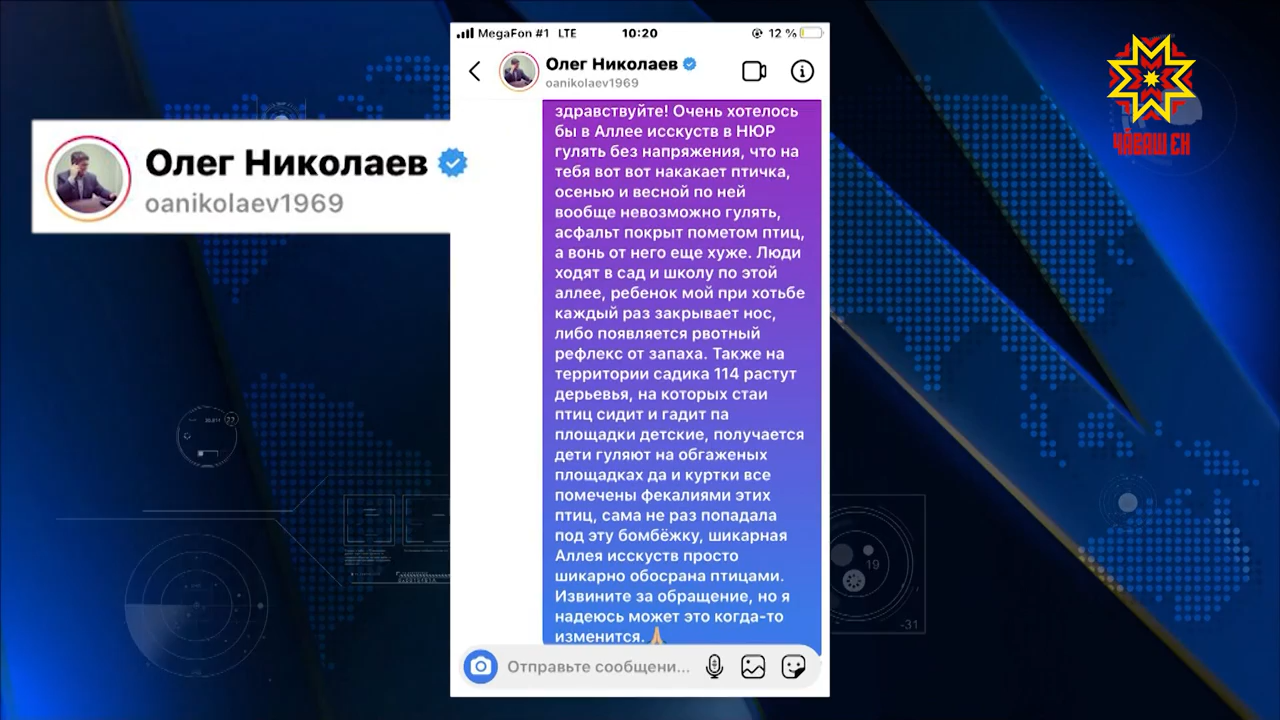 MegaFon #1 LTE 10:20 12 %
Олег Николаев
oanikolaev1969
ЧӐВАШ ЕН
Олег Николаев
oanikolaev1969
здравствуйте! Очень хотелось
бы в Аллее исскуств в НЮР
гулять без напряжения, что на
тебя вот вот накакает птичка,
осенью и весной по ней
вообще невозможно гулять,
асфальт покрыт пометом птиц,
а вонь от него еще хуже. Люди
ходят в сад и школу по этой
аллее, ребенок мой при хотьбе
каждый раз закрывает нос,
либо появляется рвотный
рефлекс от запаха. Также на
территории садика 114 растут
дерьевья, на которых стаи
птиц сидит и гадит па
площадки детские, получается
дети гуляют на обгаженых
площадках да и куртки все
помечены фекалиями этих
птиц, сама не раз попадала
под эту бомбёжку, шикарная
Аллея исскуств просто
шикарно обосрана птицами.
Извините за обращение, но я
надеюсь может это когда-то
изменится. 🙏🏼
Отправьте сообщени...
19
-31